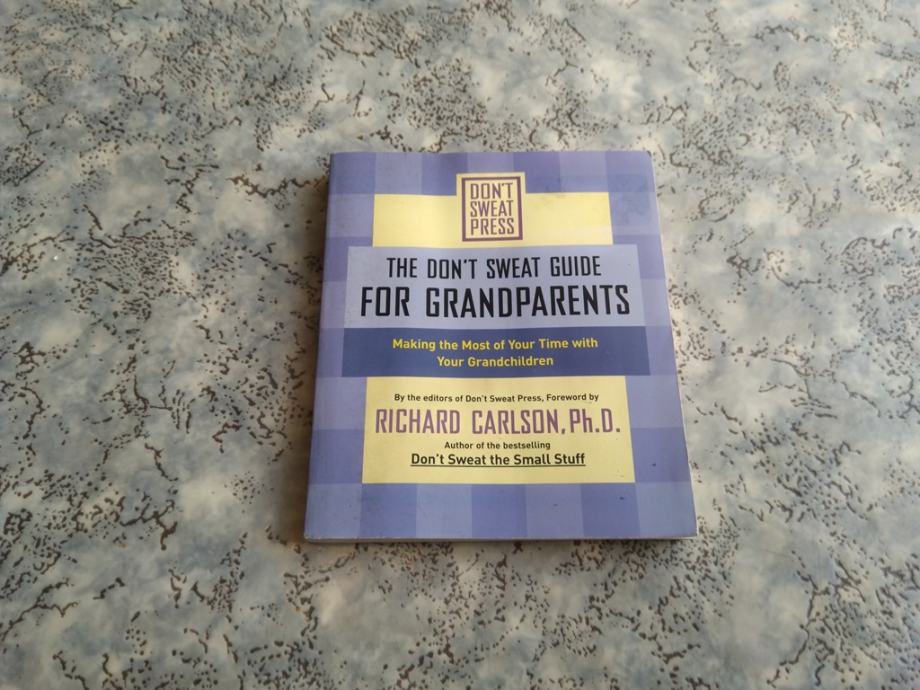 DON'T
SWEAT
PRESS
THE DON'T SWEAT GUIDE
FOR GRANDPARENTS
Making the Most of Your Time with
Your Grandchildren
By the editors of Don't Sweat Press, Foreword by
RICHARD CARLSON, Ph.D.
Author of the bestselling
Don't Sweat the Small Stuff